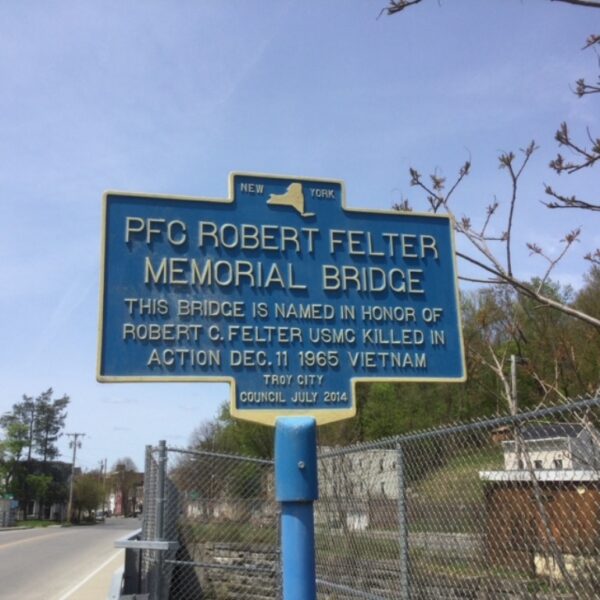 NEW YORK
PFC ROBERT FELTER
MEMORIAL BRIDGE
THIS BRIDGE IS NAMED IN HONOR OF
ROBERT C. FELTER USMC KILLED IN
ACTION DEC. 11 1965 VIETNAM
TROY CITY
COUNCIL JULY 2014